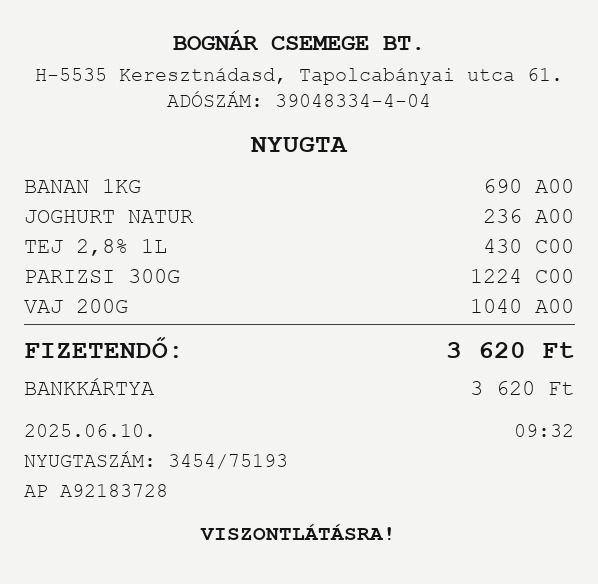 BOGNÁR CSEMEGE BT.
H-5535 Keresztnádasd, Tapolcabányai utca 61.
ADÓSZÁM: 39048334-4-04
NYUGTA
BANAN 1KG 690 A00
JOGHURT NATUR 236 A00
TEJ 2,8% 1L 430 C00
PARIZSI 300G 1224 C00
VAJ 200G 1040 A00
FIZETENDŐ: 3 620 Ft
BANKKÁRTYA 3 620 Ft
2025.06.10. 09:32
NYUGTASZÁM: 3454/75193
AP A92183728
VISZONTLÁTÁSRA!